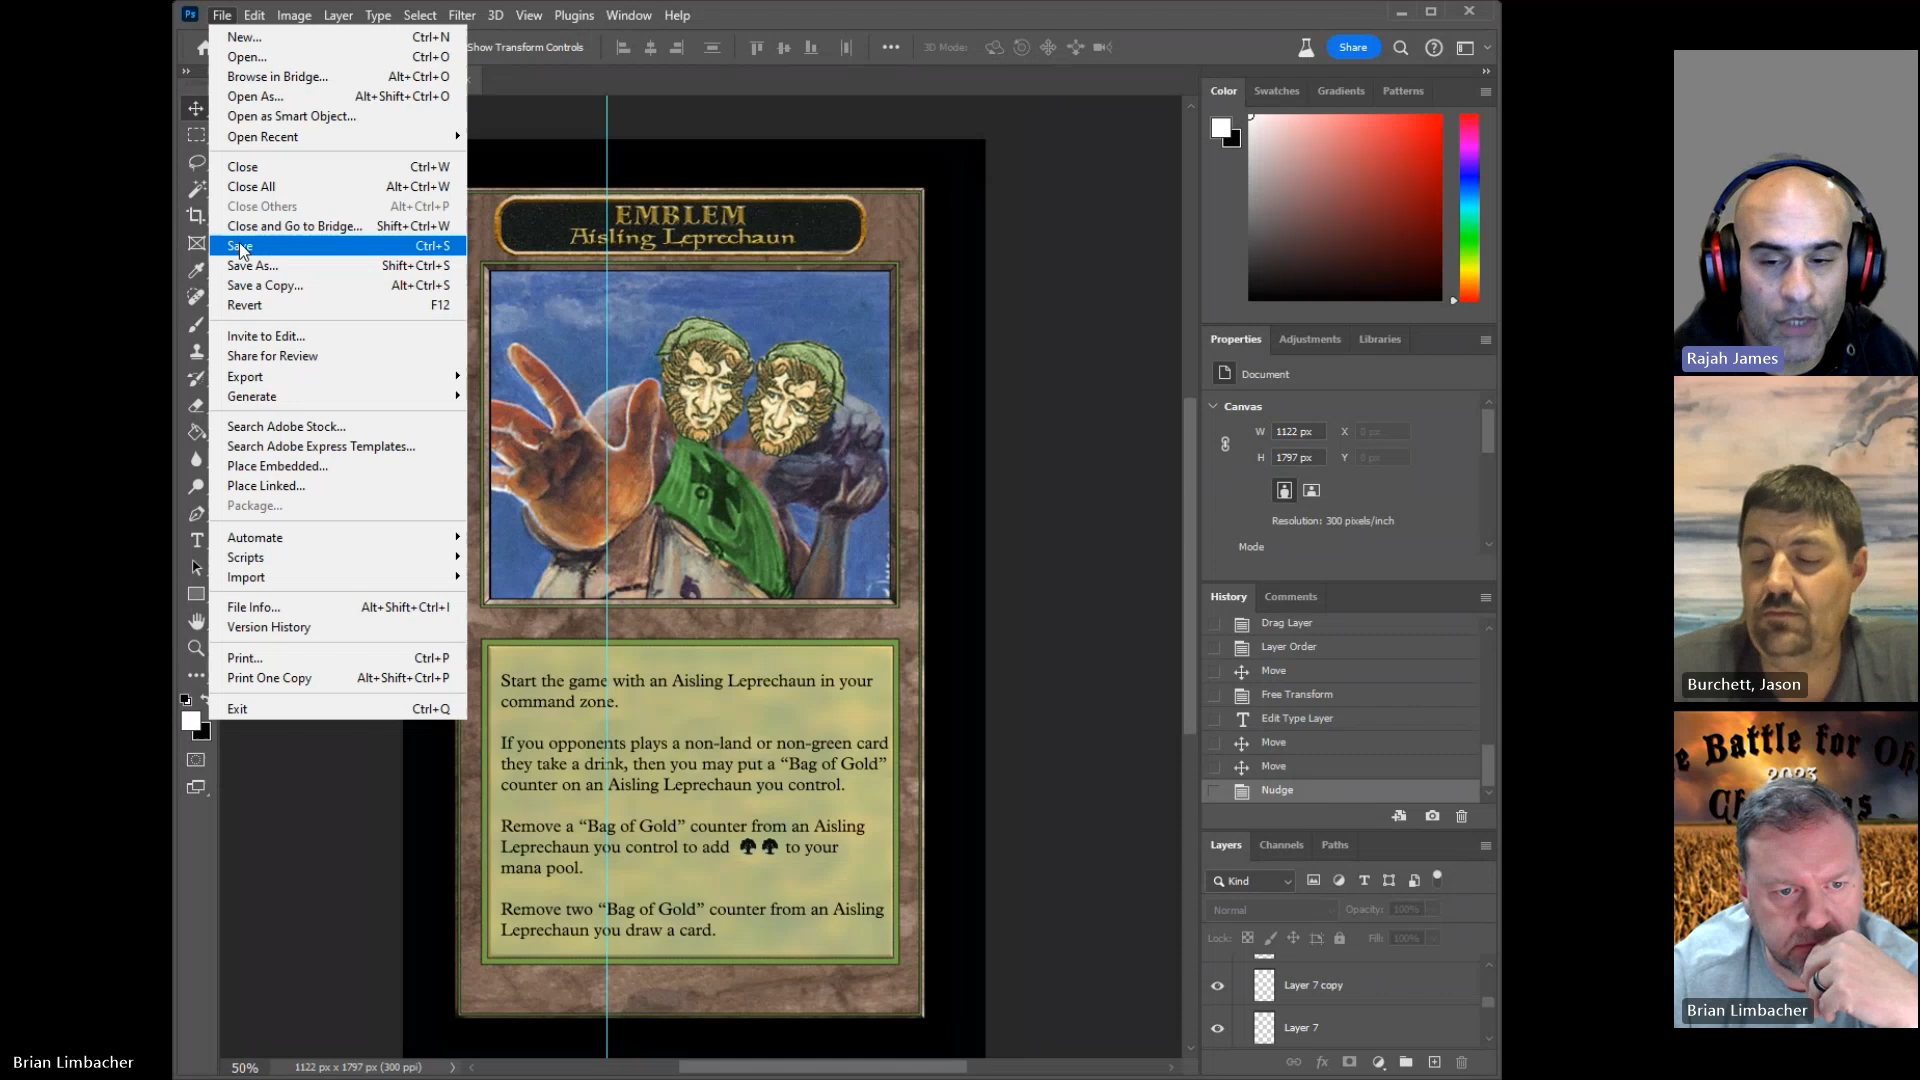 Ps File Edit Image Layer Type Select Filter 3D View Plugins Window Help
Show Transform Controls 3D Mode: Share
New... Ctrl+N
Open... Ctrl+O
Browse in Bridge... Alt+Ctrl+O
Open As... Alt+Shift+Ctrl+O
Open as Smart Object...
Open Recent
Close Ctrl+W
Close All Alt+Ctrl+W
Close Others Alt+Ctrl+P
Close and Go to Bridge... Shift+Ctrl+W
Save Ctrl+S
Save As... Shift+Ctrl+S
Save a Copy... Alt+Ctrl+S
Revert F12
Invite to Edit...
Share for Review
Export
Generate
Search Adobe Stock...
Search Adobe Express Templates...
Place Embedded...
Place Linked...
Package...
Automate
Scripts
Import
File Info... Alt+Shift+Ctrl+I
Version History
Print... Ctrl+P
Print One Copy Alt+Shift+Ctrl+P
Exit Ctrl+Q
EMBLEM
Aisling Leprechaun
Start the game with an Aisling Leprechaun in your
command zone.
If you opponents plays a non-land or non-green card
they take a drink, then you may put a “Bag of Gold”
counter on an Aisling Leprechaun you control.
Remove a “Bag of Gold” counter from an Aisling
Leprechaun you control to add to your
mana pool.
Remove two “Bag of Gold” counter from an Aisling
Leprechaun you draw a card.
50% 1122 px x 1797 px (300 ppi)
Color Swatches Gradients Patterns
Properties Adjustments Libraries
Document
Canvas
W 1122 px X 0 px
H 1797 px Y 0 px
Resolution: 300 pixels/inch
Mode
History Comments
Drag Layer
Layer Order
Move
Free Transform
Edit Type Layer
Move
Move
Nudge
Layers Channels Paths
Kind
Normal Opacity: 100%
Lock: Fill: 100%
Layer 7 copy
Layer 7
Rajah James
Burchett, Jason
Battle for
2023
Brian Limbacher
Brian Limbacher